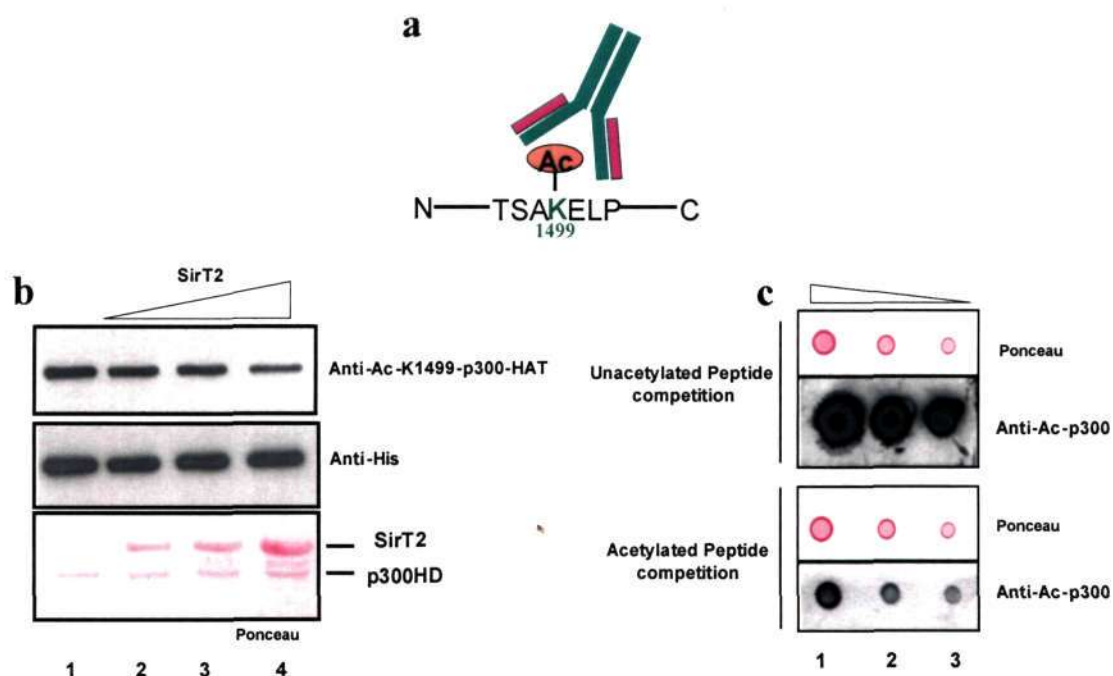 a
Ac
N TSAKELP C
1499
b
SirT2
Anti-Ac-K1499-p300-HAT
Anti-His
SirT2
p300HD
Ponceau
1 2 3 4
c
Unacetylated Peptide
competition
Ponceau
Anti-Ac-p300
Acetylated Peptide
competition
Ponceau
Anti-Ac-p300
1 2 3